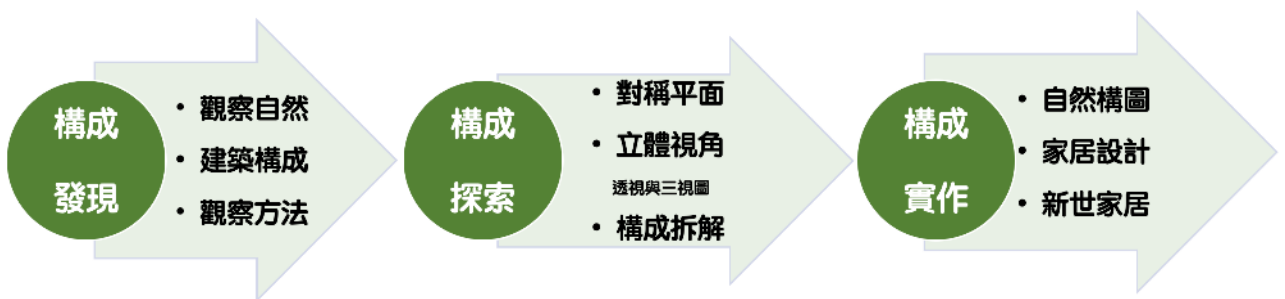 構成
發現
• 觀察自然
• 建築構成
• 觀察方法
構成
探索
• 對稱平面
• 立體視角
透視與三視圖
• 構成拆解
構成
實作
• 自然構圖
• 家居設計
• 新世家居